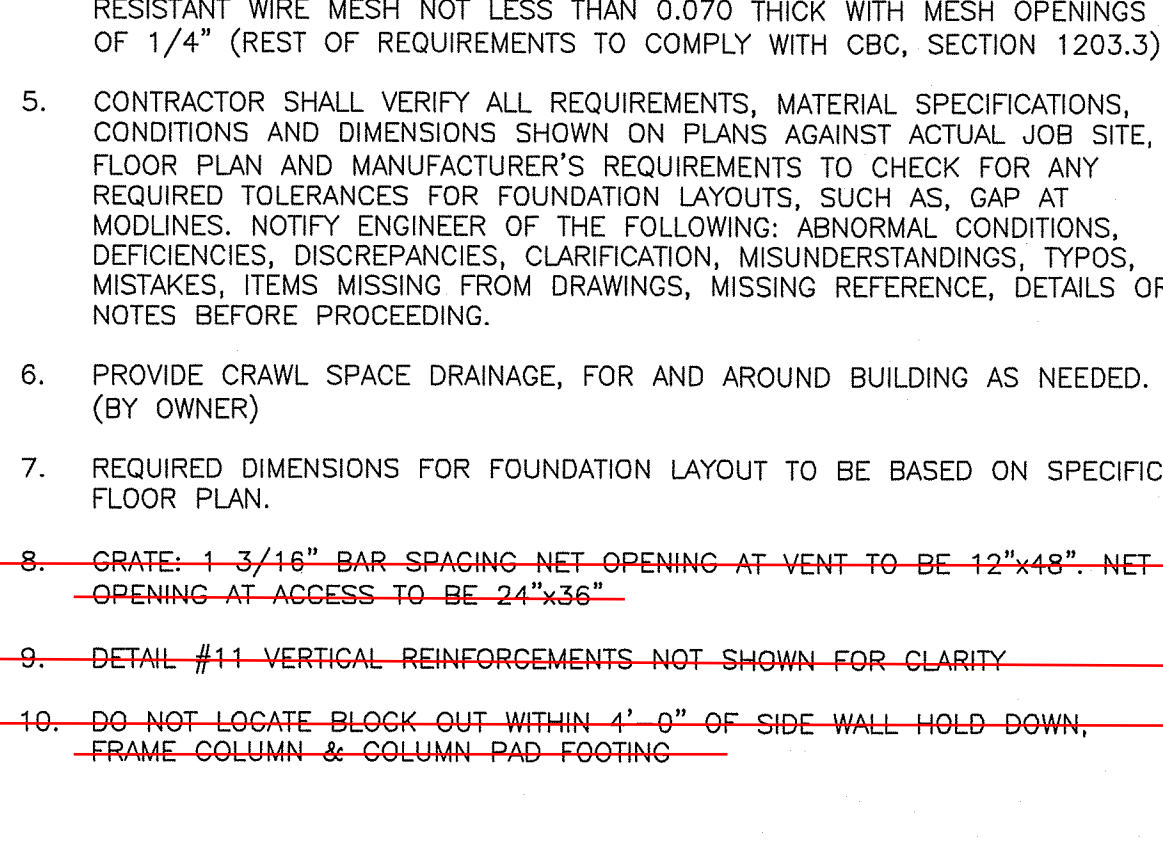 RESISTANT WIRE MESH NOT LESS THAN 0.070 THICK WITH MESH OPENINGS
OF 1/4" (REST OF REQUIREMENTS TO COMPLY WITH CBC, SECTION 1203.3)
5. CONTRACTOR SHALL VERIFY ALL REQUIREMENTS, MATERIAL SPECIFICATIONS,
CONDITIONS AND DIMENSIONS SHOWN ON PLANS AGAINST ACTUAL JOB SITE,
FLOOR PLAN AND MANUFACTURER'S REQUIREMENTS TO CHECK FOR ANY
REQUIRED TOLERANCES FOR FOUNDATION LAYOUTS, SUCH AS, GAP AT
MODLINES. NOTIFY ENGINEER OF THE FOLLOWING: ABNORMAL CONDITIONS,
DEFICIENCIES, DISCREPANCIES, CLARIFICATION, MISUNDERSTANDINGS, TYPOS,
MISTAKES, ITEMS MISSING FROM DRAWINGS, MISSING REFERENCE, DETAILS OR
NOTES BEFORE PROCEEDING.
6. PROVIDE CRAWL SPACE DRAINAGE, FOR AND AROUND BUILDING AS NEEDED.
(BY OWNER)
7. REQUIRED DIMENSIONS FOR FOUNDATION LAYOUT TO BE BASED ON SPECIFIC
FLOOR PLAN.
8. GRATE: 1 3/16" BAR SPACING NET OPENING AT VENT TO BE 12"x48". NET
OPENING AT ACCESS TO BE 24"x36"
9. DETAIL #11 VERTICAL REINFORCEMENTS NOT SHOWN FOR CLARITY
10. DO NOT LOCATE BLOCK OUT WITHIN 4'-0" OF SIDE WALL HOLD DOWN,
FRAME COLUMN & COLUMN PAD FOOTING